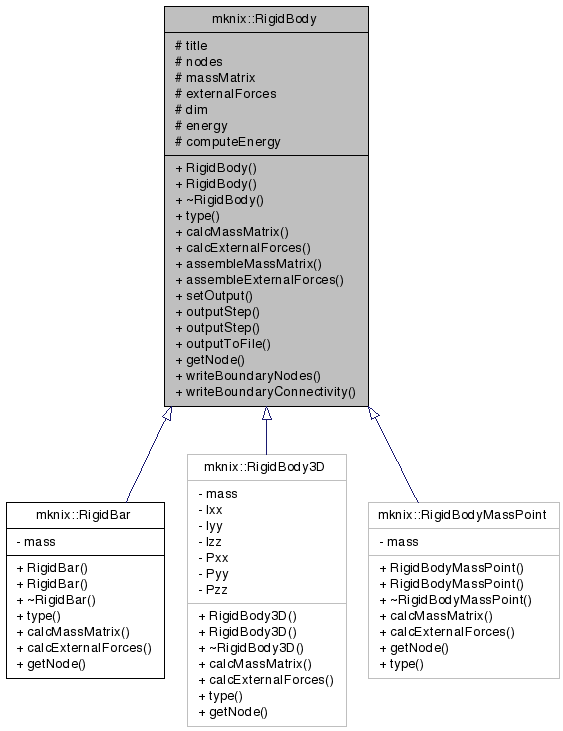 mknix::RigidBody
# title
# nodes
# massMatrix
# externalForces
# dim
# energy
# computeEnergy
+ RigidBody()
+ RigidBody()
+ ~RigidBody()
+ type()
+ calcMassMatrix()
+ calcExternalForces()
+ assembleMassMatrix()
+ assembleExternalForces()
+ setOutput()
+ outputStep()
+ outputStep()
+ outputToFile()
+ getNode()
+ writeBoundaryNodes()
+ writeBoundaryConnectivity()
mknix::RigidBar
- mass
+ RigidBar()
+ RigidBar()
+ ~RigidBar()
+ type()
+ calcMassMatrix()
+ calcExternalForces()
+ getNode()
mknix::RigidBody3D
- mass
- Ixx
- Iyy
- Izz
- Pxx
- Pyy
- Pzz
+ RigidBody3D()
+ RigidBody3D()
+ ~RigidBody3D()
+ calcMassMatrix()
+ calcExternalForces()
+ type()
+ getNode()
mknix::RigidBodyMassPoint
- mass
+ RigidBodyMassPoint()
+ RigidBodyMassPoint()
+ ~RigidBodyMassPoint()
+ calcMassMatrix()
+ calcExternalForces()
+ getNode()
+ type()